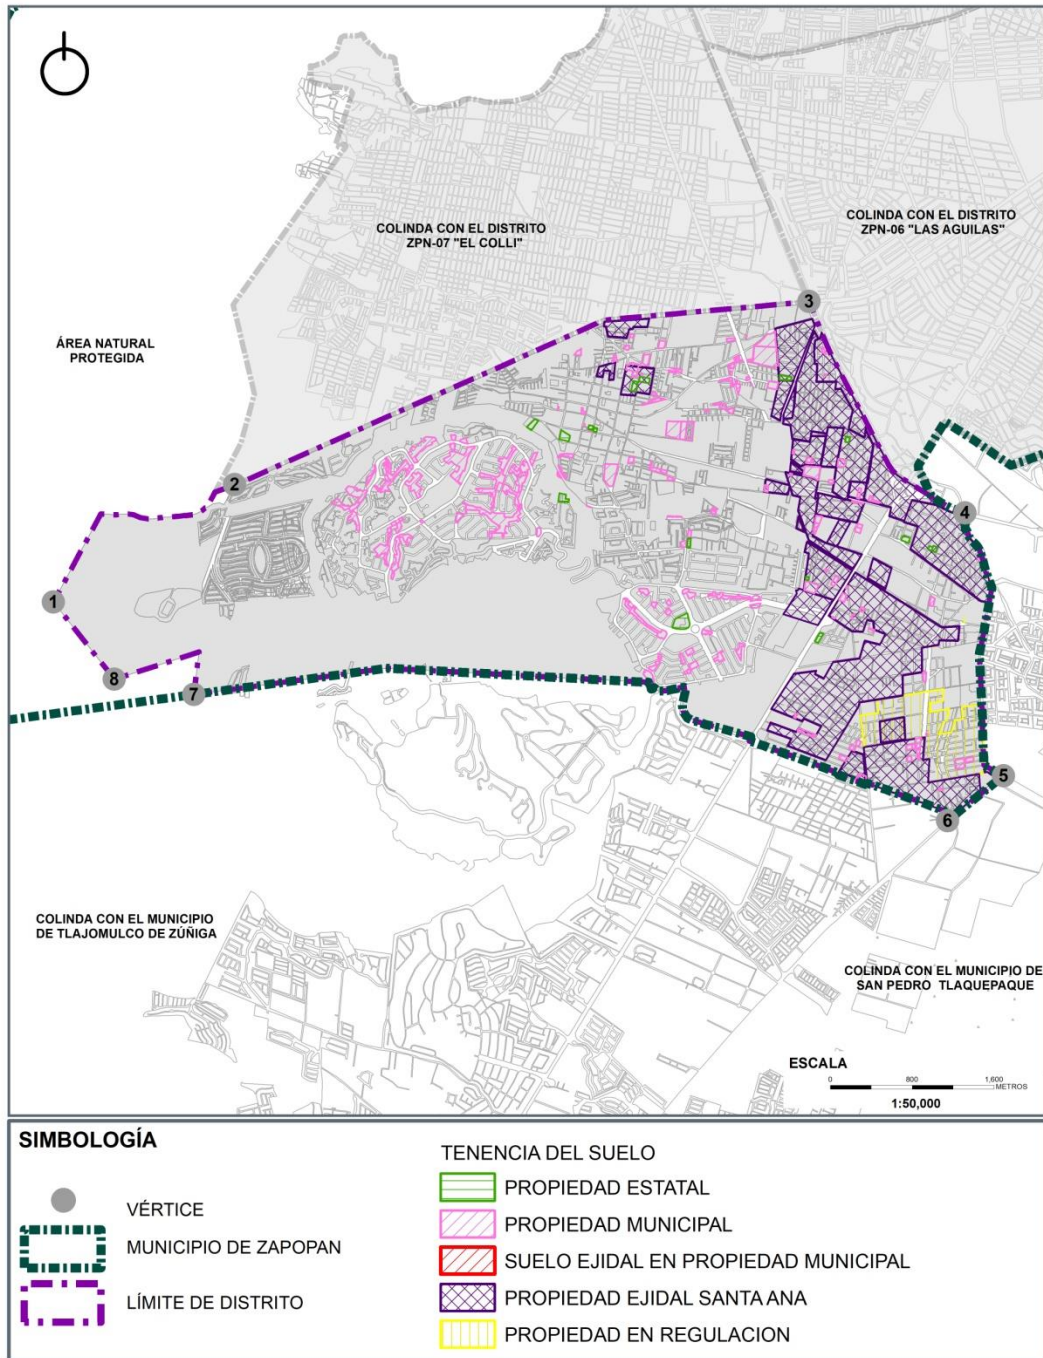 COLINDA CON EL DISTRITO
ZPN-07 "EL COLLI"
COLINDA CON EL DISTRITO
ZPN-06 "LAS AGUILAS"
3
ÁREA NATURAL
PROTEGIDA
2
4
1
8
7
5
6
COLINDA CON EL MUNICIPIO
DE TLAJOMULCO DE ZÚÑIGA
COLINDA CON EL MUNICIPIO DE
SAN PEDRO TLAQUEPAQUE
ESCALA
0 800 1,600
METROS
1:50,000
SIMBOLOGÍA
VÉRTICE
MUNICIPIO DE ZAPOPAN
LÍMITE DE DISTRITO
TENENCIA DEL SUELO
PROPIEDAD ESTATAL
PROPIEDAD MUNICIPAL
SUELO EJIDAL EN PROPIEDAD MUNICIPAL
PROPIEDAD EJIDAL SANTA ANA
PROPIEDAD EN REGULACION